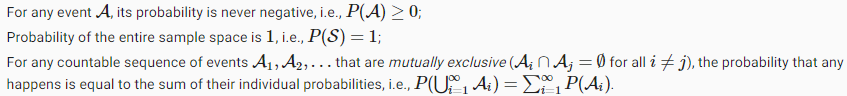 For any event 𝒜, its probability is never negative, i.e., P(𝒜) ≥ 0;
Probability of the entire sample space is 1, i.e., P(𝒮) = 1;
For any countable sequence of events 𝒜₁, 𝒜₂, … that are mutually exclusive (𝒜ᵢ ∩ 𝒜ⱼ = ∅ for all i ≠ j), the probability that any
happens is equal to the sum of their individual probabilities, i.e., P(⋃_{i=1}^{∞} 𝒜ᵢ) = ∑_{i=1}^{∞} P(𝒜ᵢ).